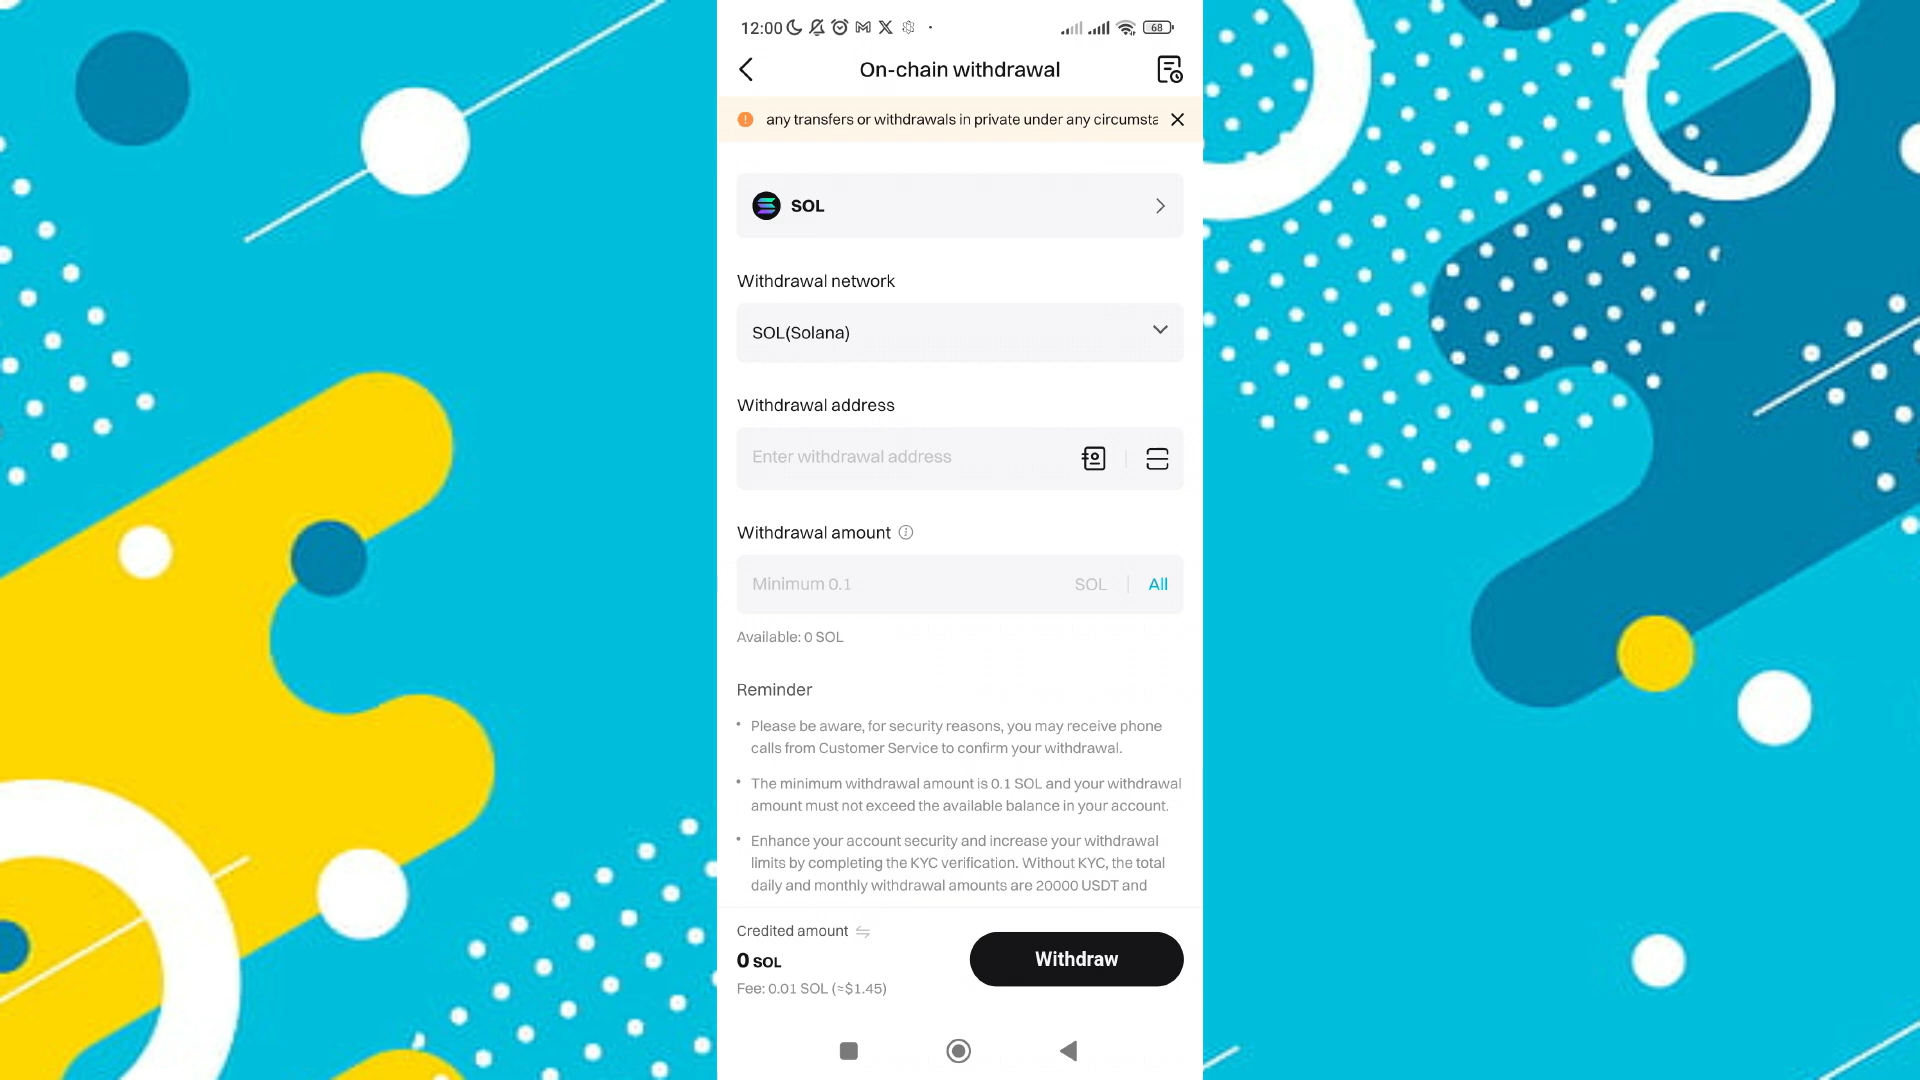 12:00
68
On-chain withdrawal
any transfers or withdrawals in private under any circumsta
SOL
Withdrawal network
SOL(Solana)
Withdrawal address
Enter withdrawal address
Withdrawal amount
Minimum 0.1 SOL | All
Available: 0 SOL
Reminder
• Please be aware, for security reasons, you may receive phone
calls from Customer Service to confirm your withdrawal.
• The minimum withdrawal amount is 0.1 SOL and your withdrawal
amount must not exceed the available balance in your account.
• Enhance your account security and increase your withdrawal
limits by completing the KYC verification. Without KYC, the total
daily and monthly withdrawal amounts are 20000 USDT and
Credited amount
0 SOL
Withdraw
Fee: 0.01 SOL (≈$1.45)